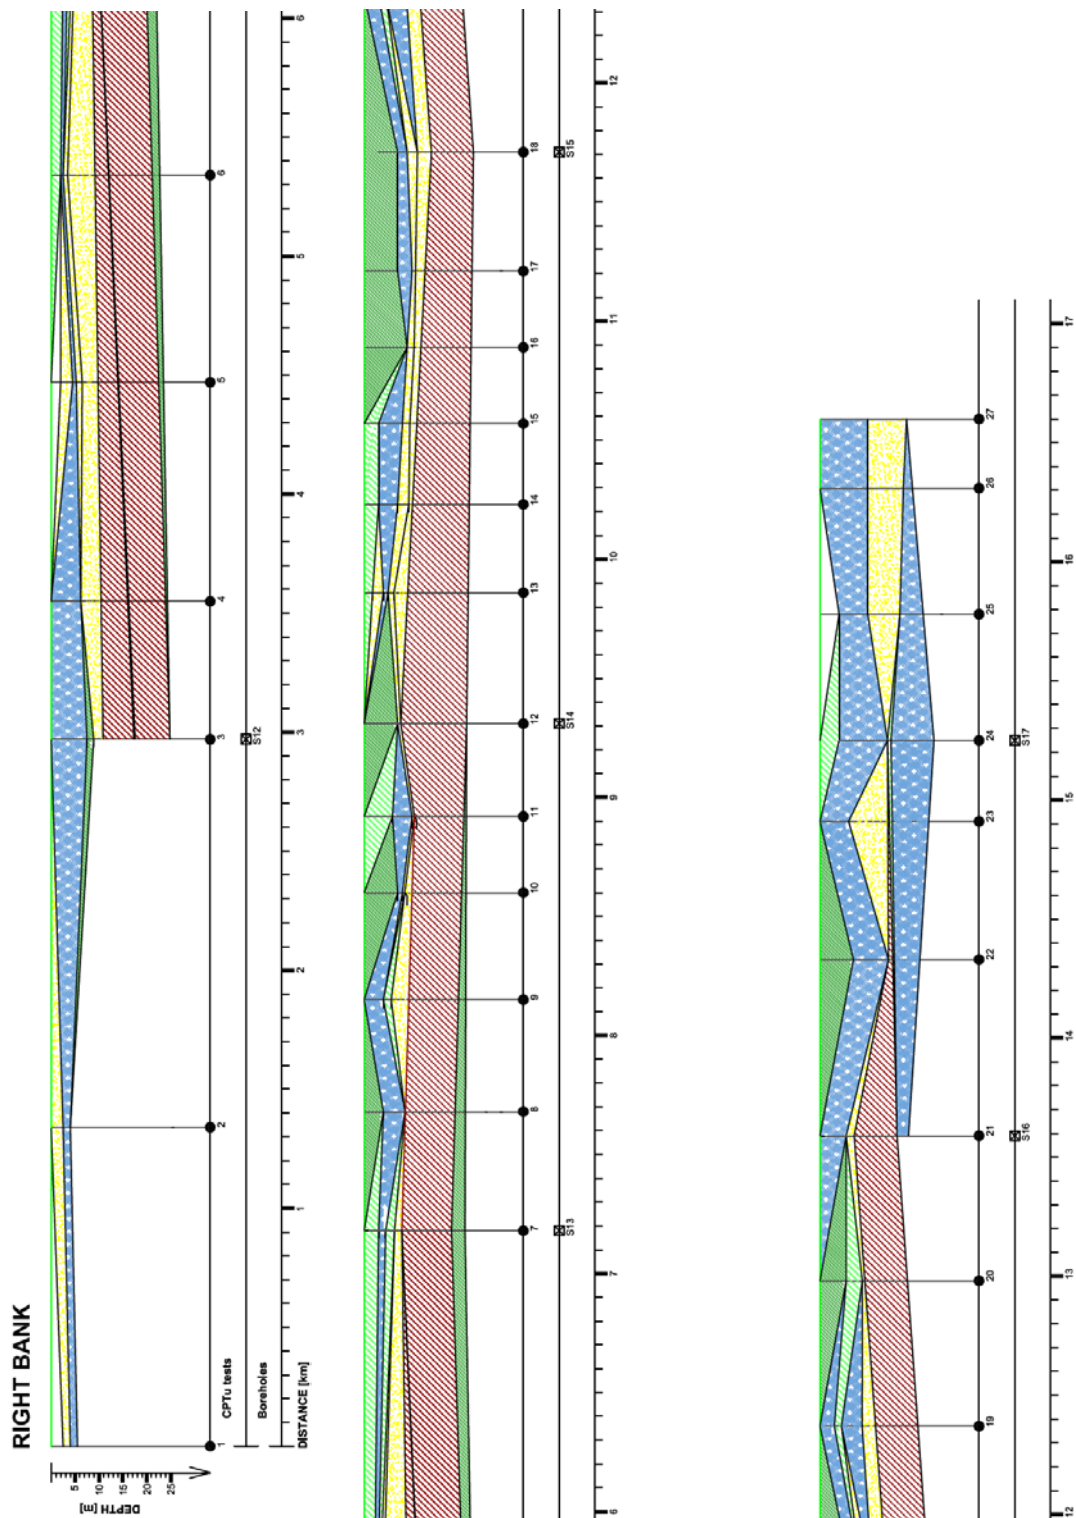 RIGHT BANK
DEPTH [m]
5 10 15 20 25
CPTu tests
1 2 3 4 5 6
Boreholes
S12
DISTANCE [km]
1 2 3 4 5 6
7 8 9 10 11 12 13 14 15 16 17 18
S13 S14 S15
6 7 8 9 10 11 12
19 20 21 22 23 24 25 26 27
S16 S17
12 13 14 15 16 17